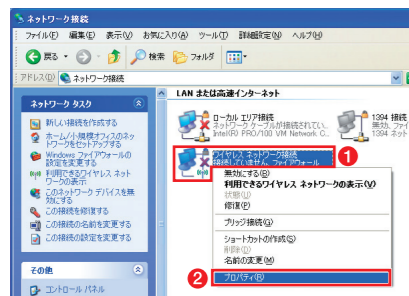 ネットワーク接続
ファイル(F) 編集(E) 表示(V) お気に入り(A) ツール(T) 詳細設定(N) ヘルプ(H)
戻る 検索 フォルダ
アドレス(D) ネットワーク接続
ネットワーク タスク
新しい接続を作成する
ホーム/小規模オフィスのネットワークをセットアップする
Windows ファイアウォールの設定を変更する
利用できるワイヤレス ネットワークの表示
このネットワーク デバイスを無効にする
この接続を修復する
この接続の名前を変更する
この接続の設定を変更する
その他
コントロール パネル
LAN または高速インターネット
ローカル エリア接続
ネットワーク ケーブルが接続されてい...
Intel(R) PRO/100 VM Network C...
1394 接続
無効, ファイ
1394 ネット
ワイヤレス ネットワーク接続
接続していません, ファイアウォール
1
無効にする(B)
利用できるワイヤレス ネットワークの表示(V)
状態(U)
修復(P)
ブリッジ接続(G)
ショートカットの作成(S)
削除(D)
名前の変更(M)
2
プロパティ(R)